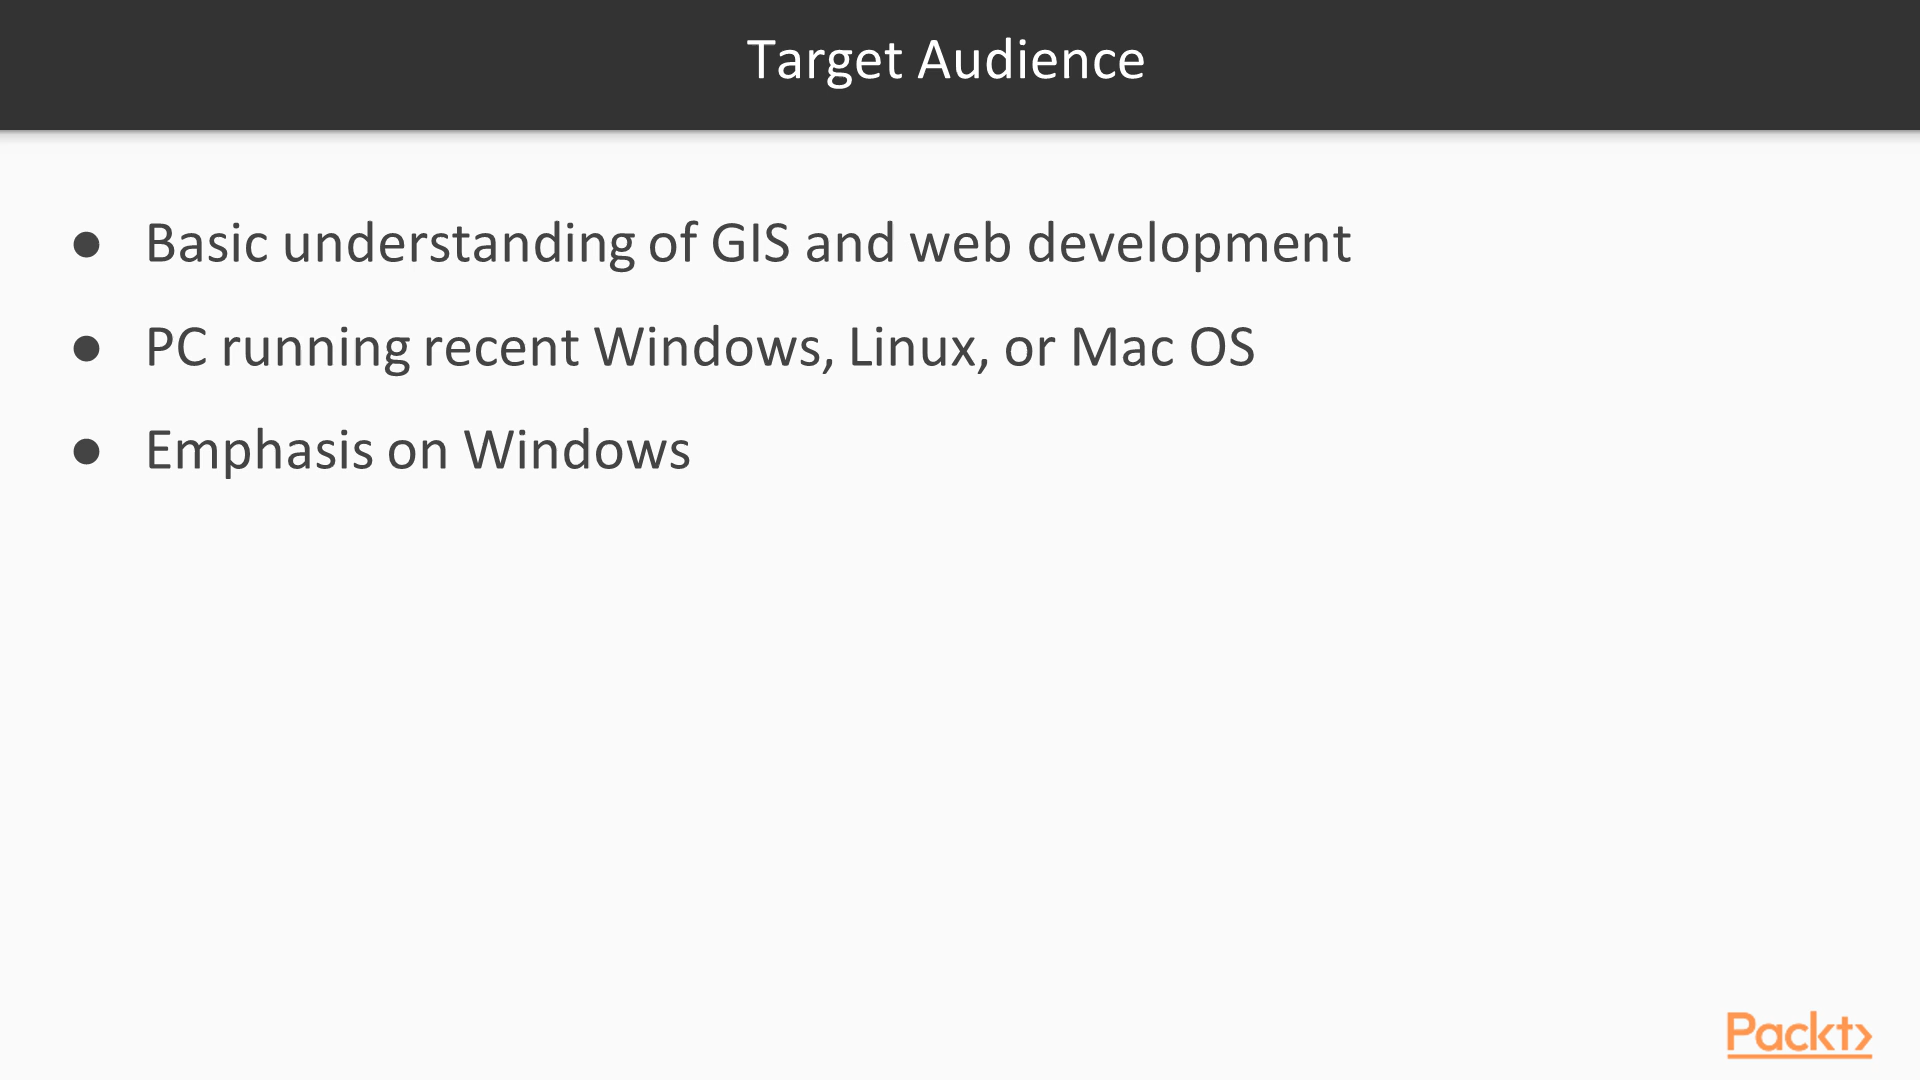 Target Audience
● Basic understanding of GIS and web development
● PC running recent Windows, Linux, or Mac OS
● Emphasis on Windows
Packt>